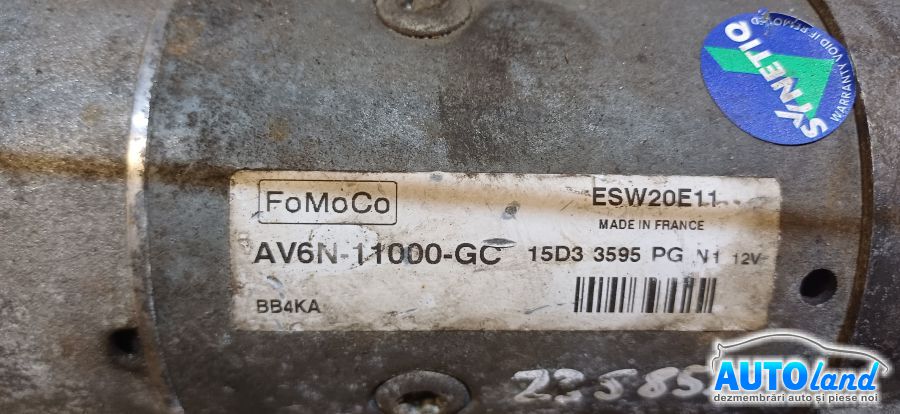 SYNETIQ
WARRANTY VOID IF REMOVED
FoMoCo
ESW20E11
MADE IN FRANCE
AV6N-11000-GC 15D3 3595 PG N1 12V
BB4KA
AUTOland
dezmembrări auto și piese noi